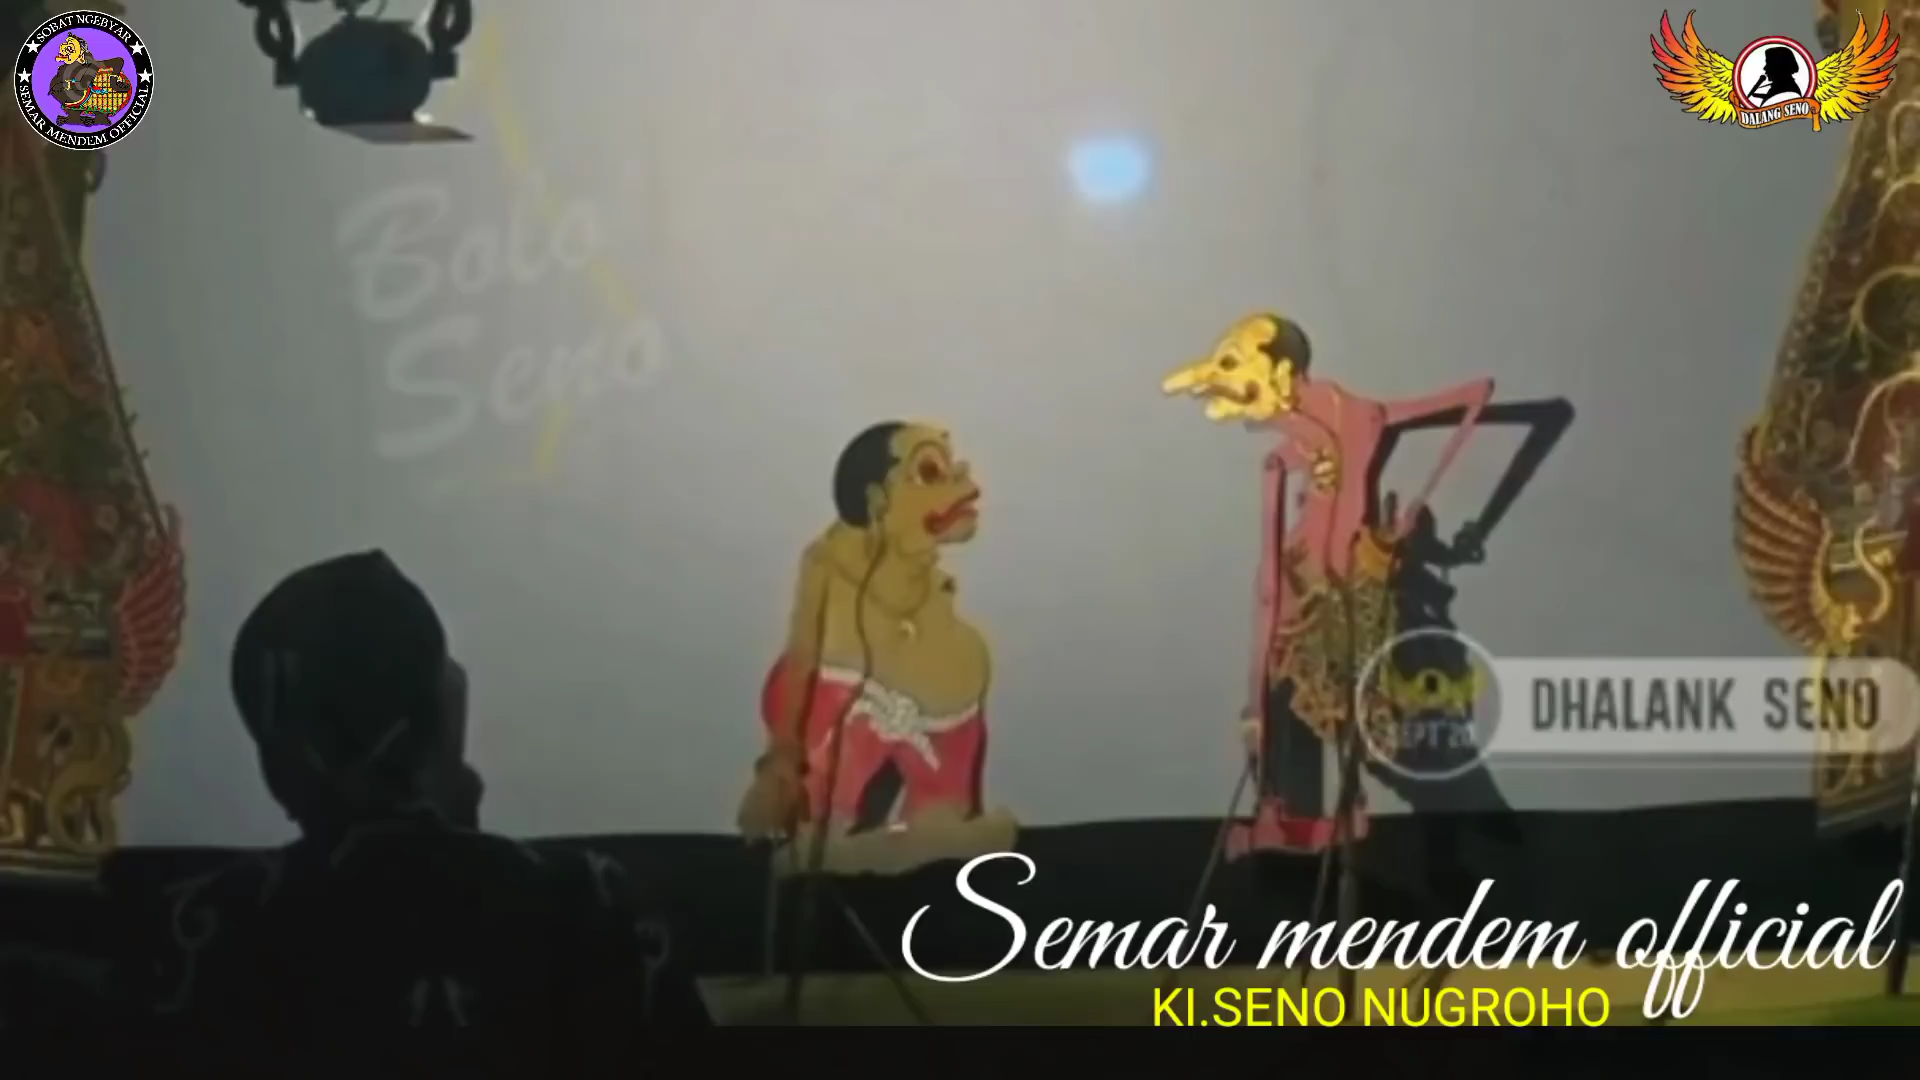 SOBAT NGEBYAR
SEMAR MENDEM OFFICIAL
DALANG SENO
Bolo
Seno
DHALANK SENO
Semar mendem official
KI.SENO NUGROHO